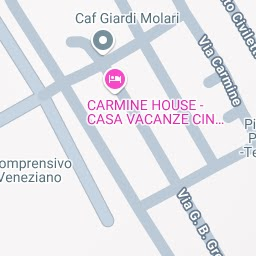 Caf Giardi Molari
Via Carmine
CARMINE HOUSE -
CASA VACANZE CIN…
omprensivo
Veneziano
Via G. B. Gr